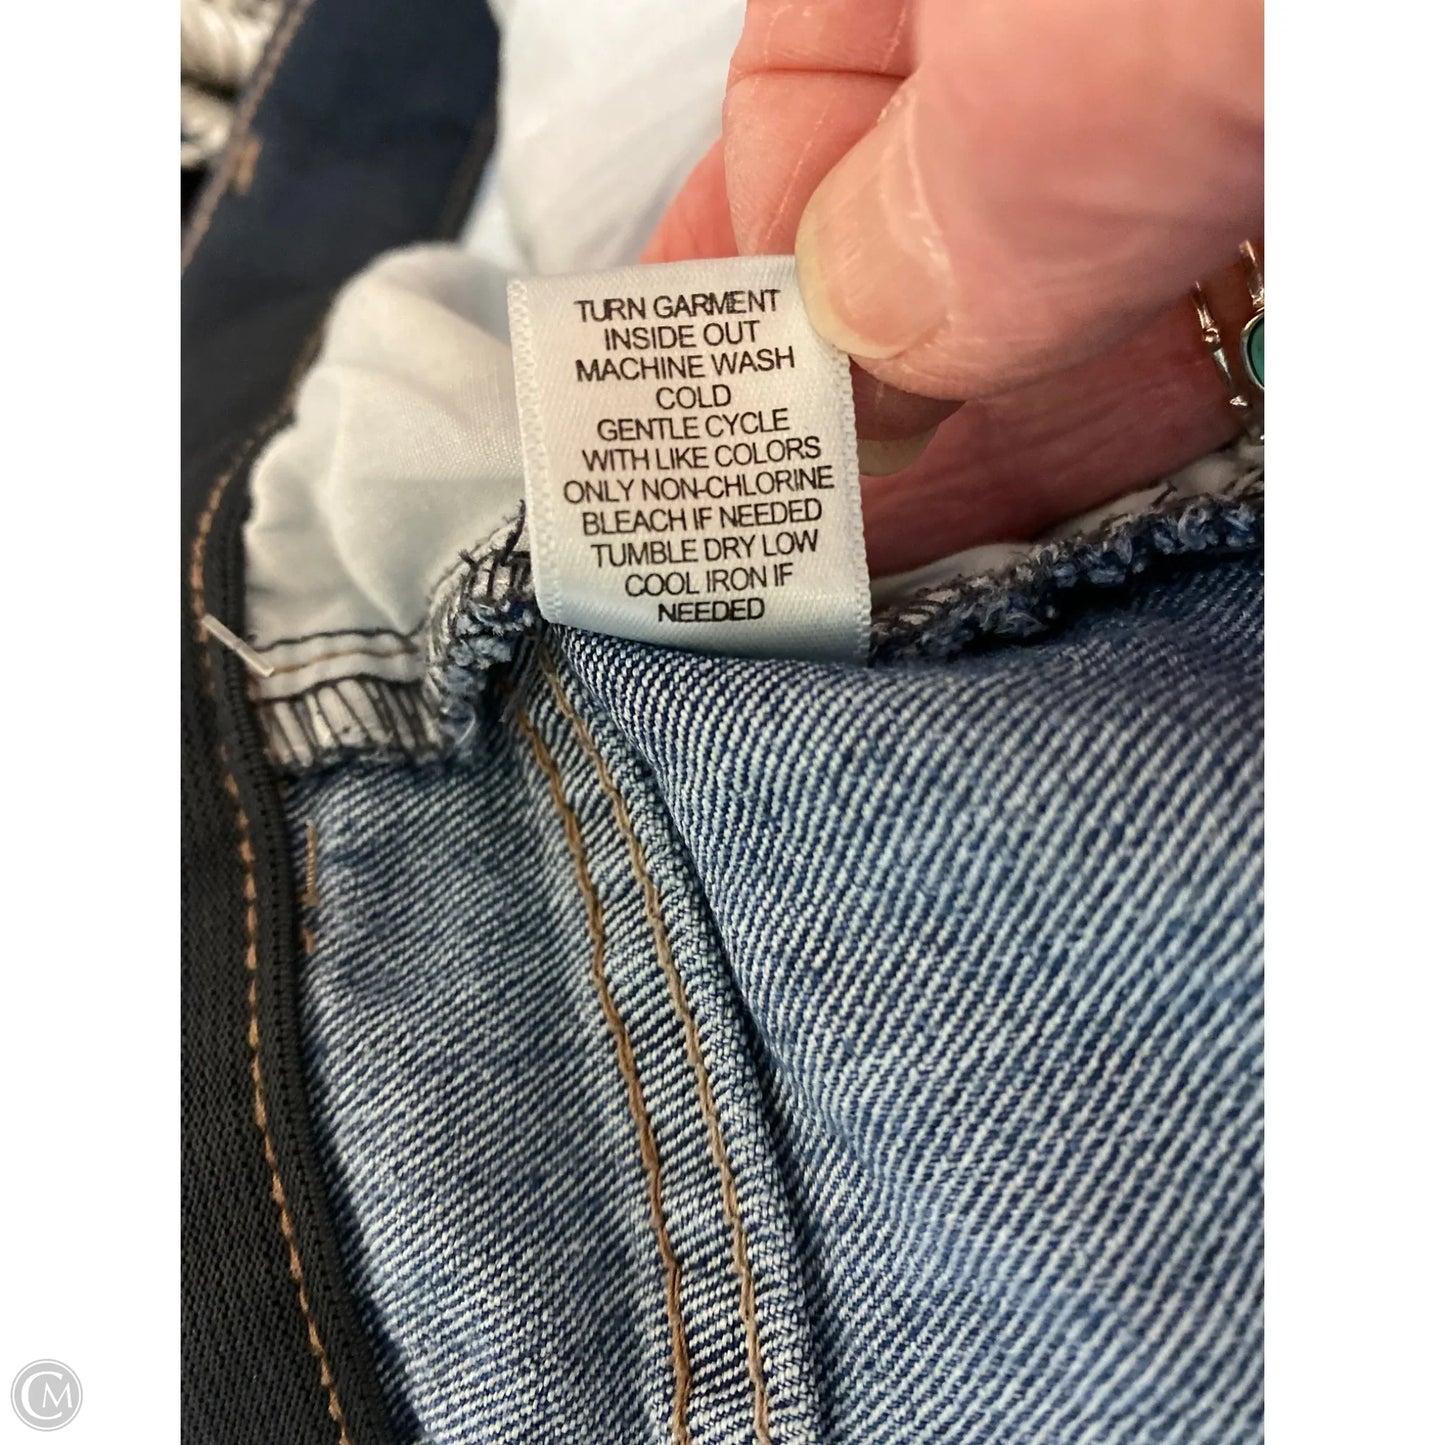 TURN GARMENT
INSIDE OUT
MACHINE WASH
COLD
GENTLE CYCLE
WITH LIKE COLORS
ONLY NON-CHLORINE
BLEACH IF NEEDED
TUMBLE DRY LOW
COOL IRON IF
NEEDED
CM